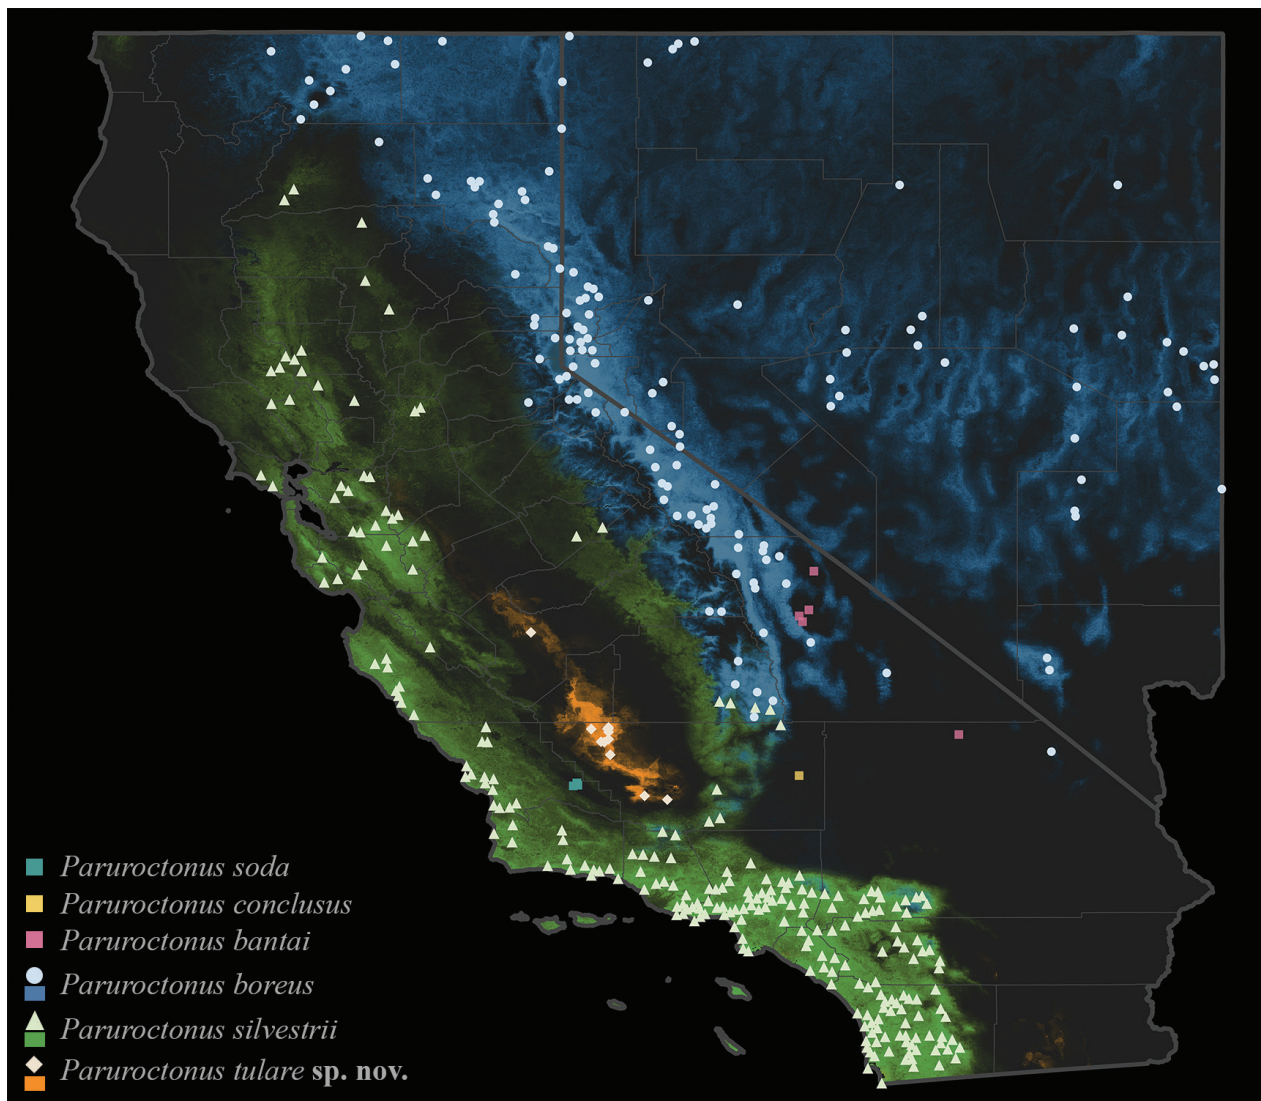 Paruroctonus soda
Paruroctonus conclusus
Paruroctonus bantai
Paruroctonus boreus
Paruroctonus silvestrii
Paruroctonus tulare sp. nov.